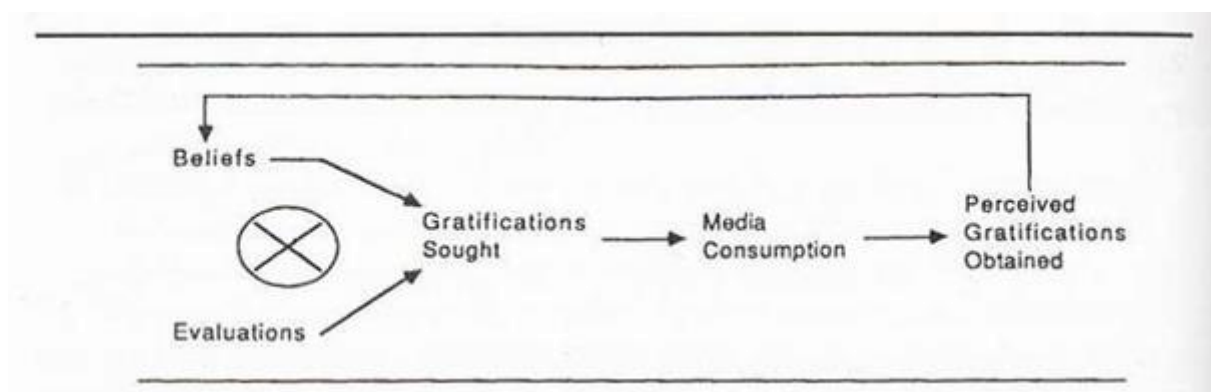 Beliefs
Gratifications
Sought
Media
Consumption
Perceived
Gratifications
Obtained
Evaluations